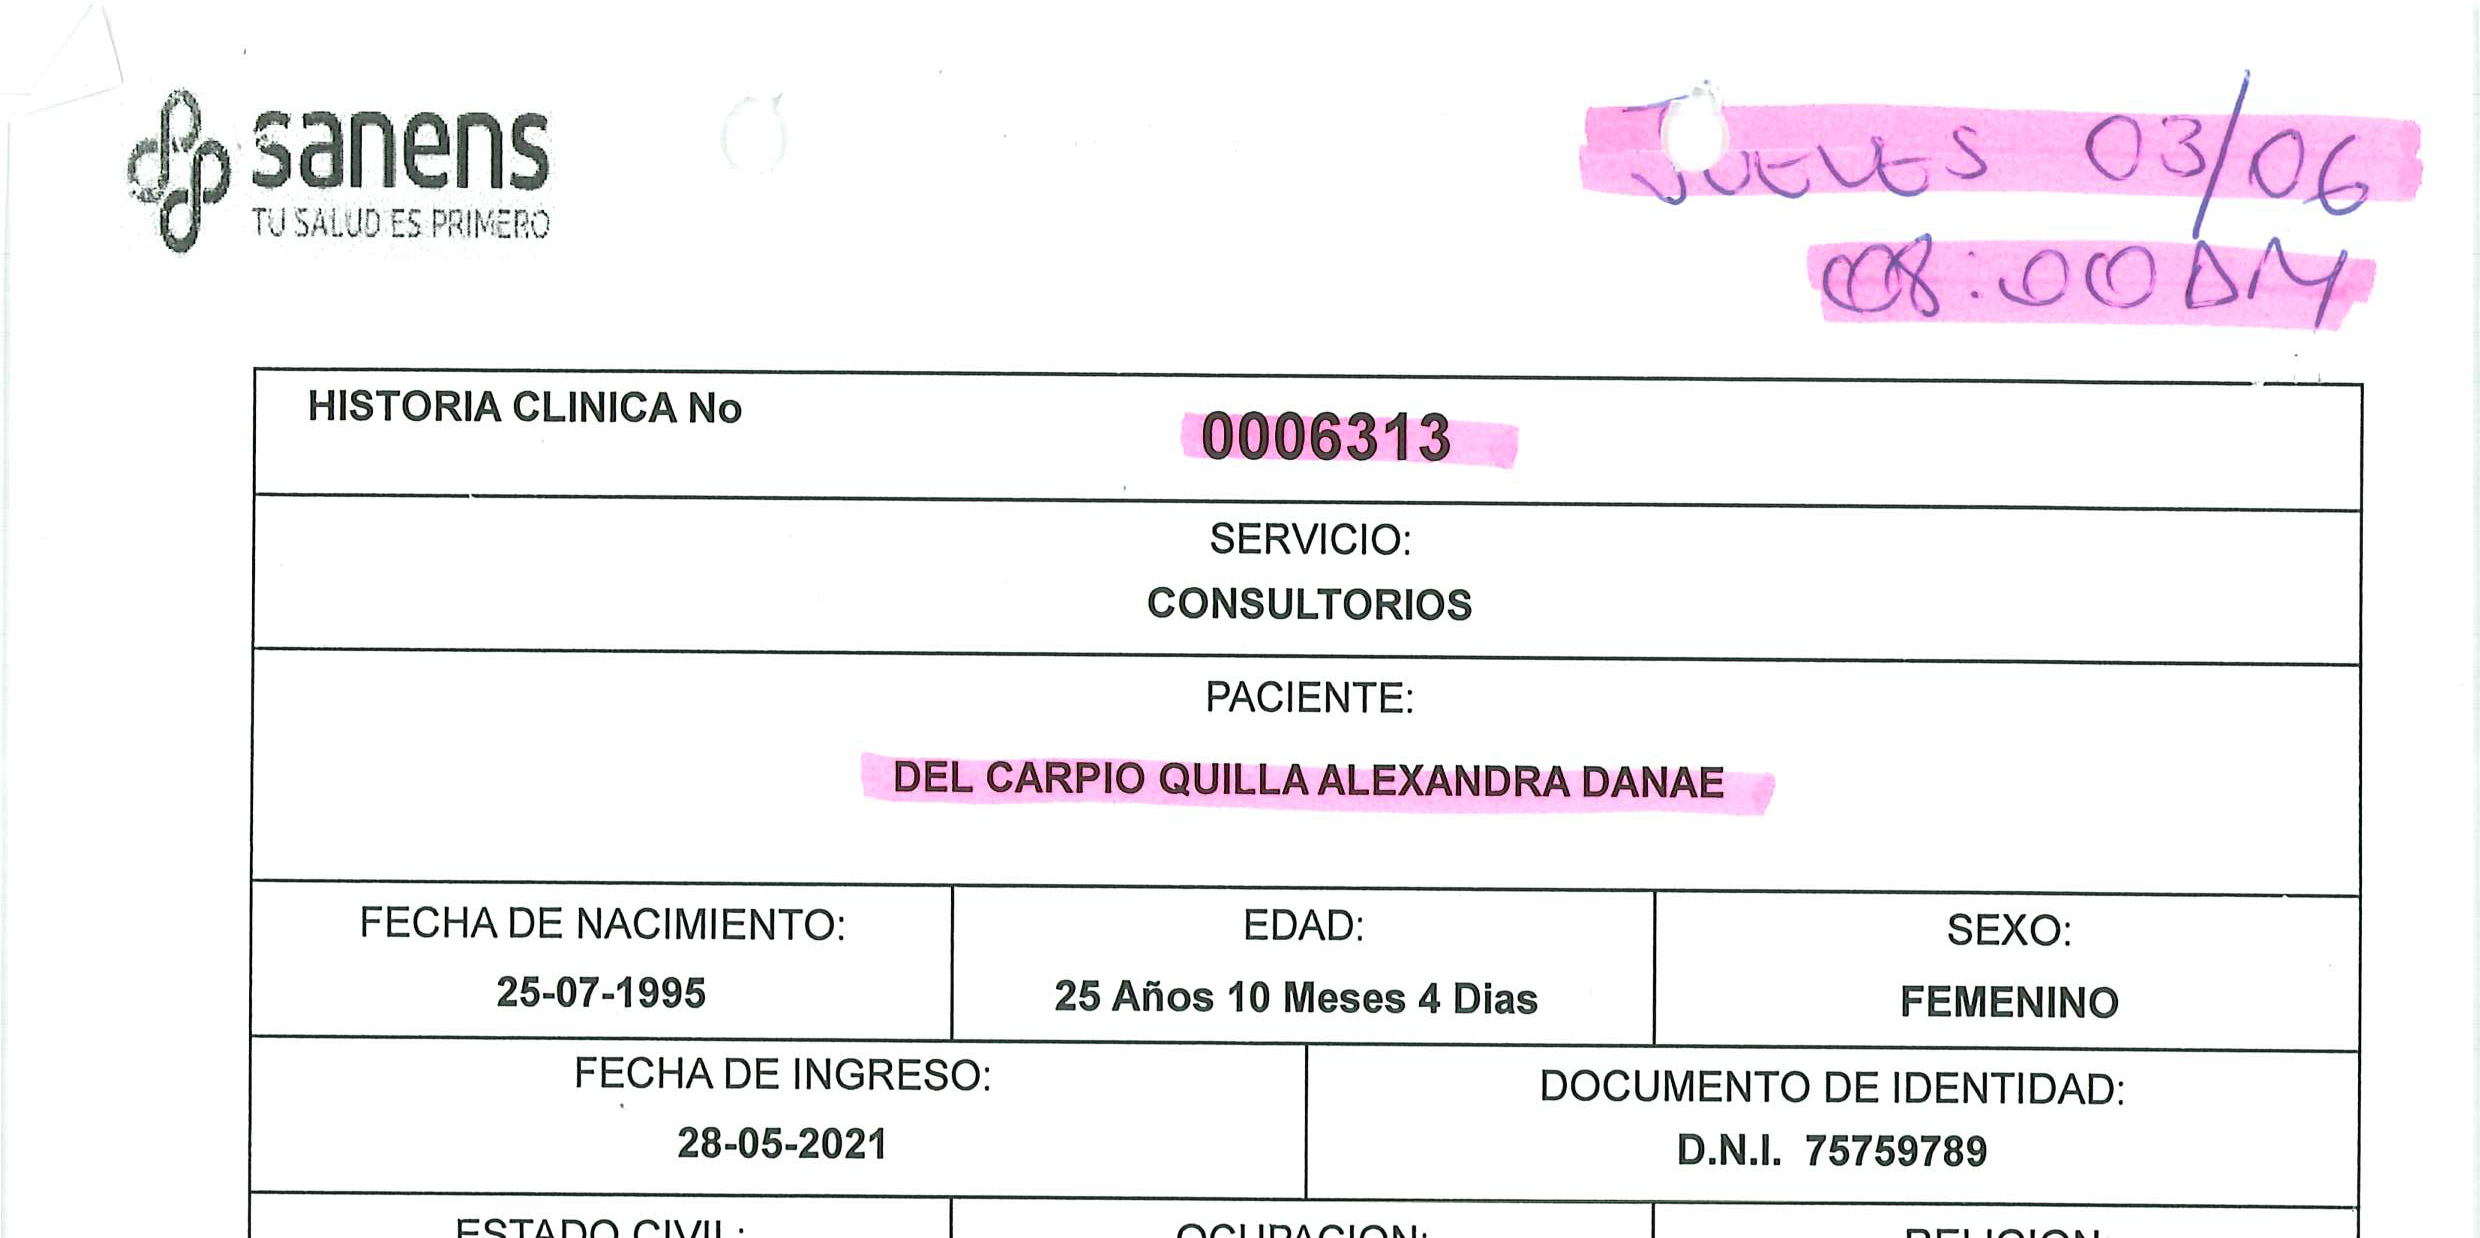 sanens
TU SALUD ES PRIMERO
JUEVES 03/06
08:00 AM
HISTORIA CLINICA No
0006313
SERVICIO:
CONSULTORIOS
PACIENTE:
DEL CARPIO QUILLA ALEXANDRA DANAE
FECHA DE NACIMIENTO:
25-07-1995
EDAD:
25 Años 10 Meses 4 Dias
SEXO:
FEMENINO
FECHA DE INGRESO:
28-05-2021
DOCUMENTO DE IDENTIDAD:
D.N.I. 75759789
ESTADO CIVIL:
OCUPACION:
RELIGION: